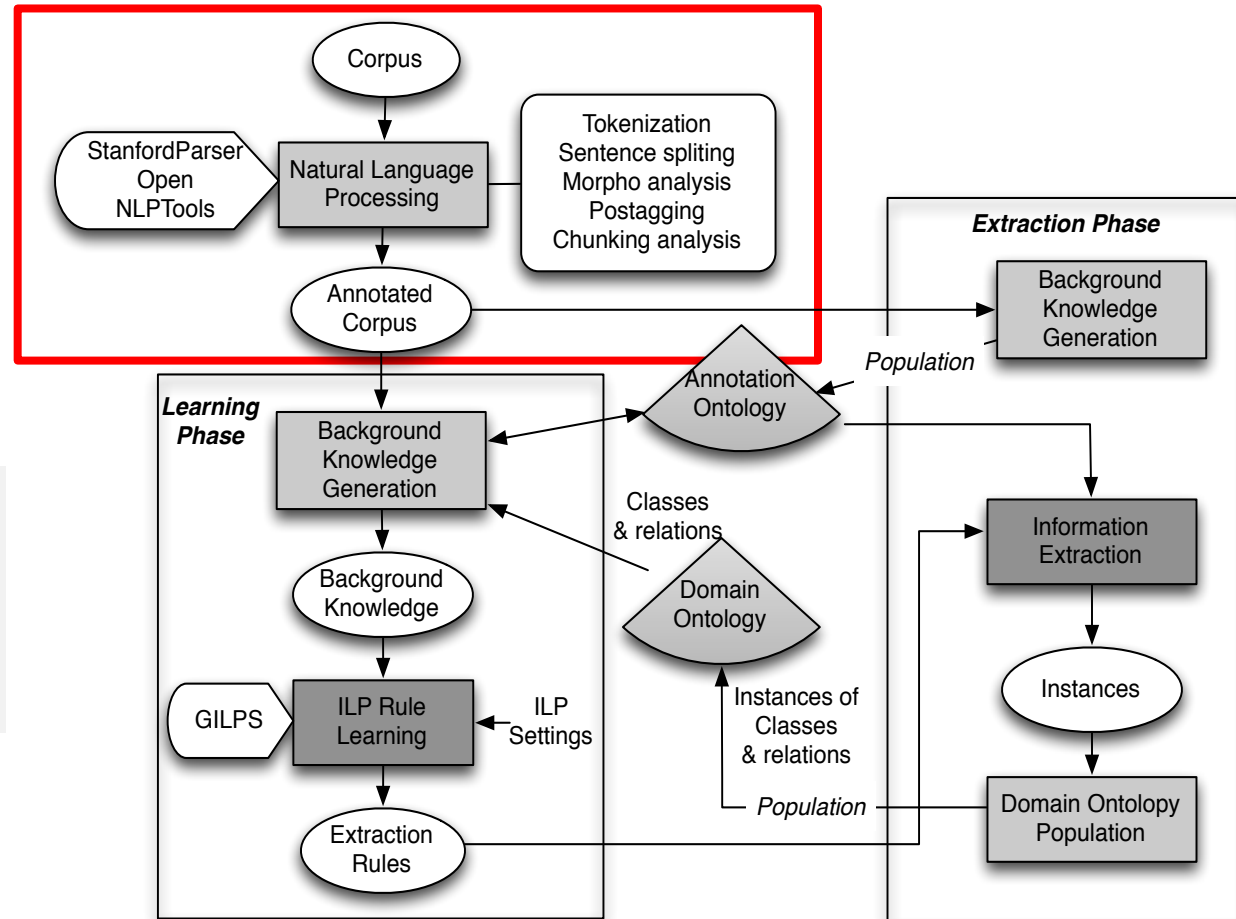 Corpus
StanfordParser
Open
NLPTools
Natural Language
Processing
Tokenization
Sentence spliting
Morpho analysis
Postagging
Chunking analysis
Annotated
Corpus
Extraction Phase
Background
Knowledge
Generation
Population
Annotation
Ontology
Learning
Phase
Background
Knowledge
Generation
Classes
& relations
Information
Extraction
Background
Knowledge
Domain
Ontology
GILPS
ILP Rule
Learning
ILP
Settings
Instances of
Classes
& relations
Instances
Population
Domain Ontolopy
Population
Extraction
Rules